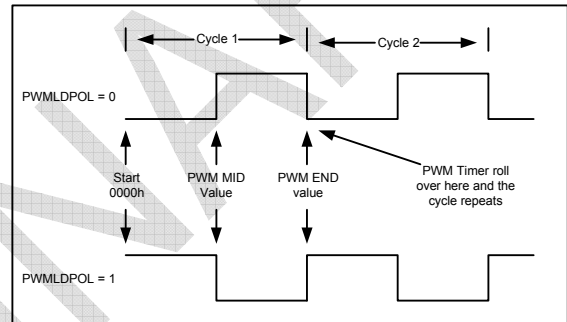 Cycle 1
Cycle 2
PWMLDPOL = 0
Start
0000h
PWM MID
Value
PWM END
value
PWM Timer roll
over here and the
cycle repeats
PWMLDPOL = 1